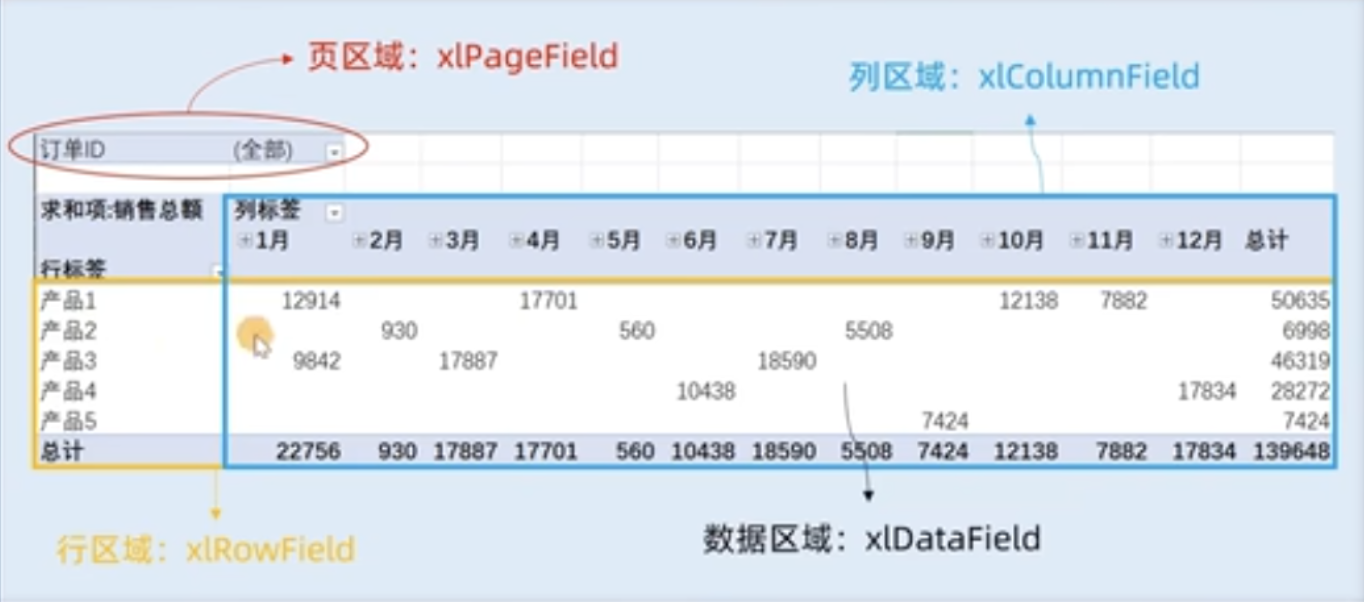 页区域：xlPageField
列区域：xlColumnField
订单ID (全部)
求和项:销售总额 列标签
1月 2月 3月 4月 5月 6月 7月 8月 9月 10月 11月 12月 总计
行标签
产品1 12914 17701 12138 7882 50635
产品2 930 560 5508 6998
产品3 9842 17887 18590 46319
产品4 10438 17834 28272
产品5 7424 7424
总计 22756 930 17887 17701 560 10438 18590 5508 7424 12138 7882 17834 139648
行区域：xlRowField
数据区域：xlDataField